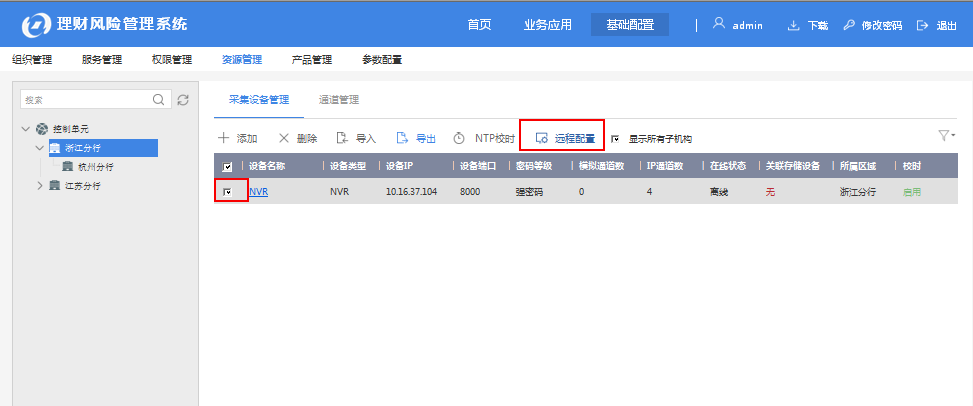 理财风险管理系统 首页 业务应用 基础配置 admin 下载 修改密码 退出
组织管理 服务管理 权限管理 资源管理 产品管理 参数配置
搜索
控制单元
浙江分行
杭州分行
江苏分行
采集设备管理 通道管理
添加 删除 导入 导出 NTP校时 远程配置 显示所有子机构
设备名称 设备类型 设备IP 设备端口 密码等级 模拟通道数 IP通道数 在线状态 关联存储设备 所属区域 校时
NVR NVR 10.16.37.104 8000 强密码 0 4 离线 无 浙江分行 启用